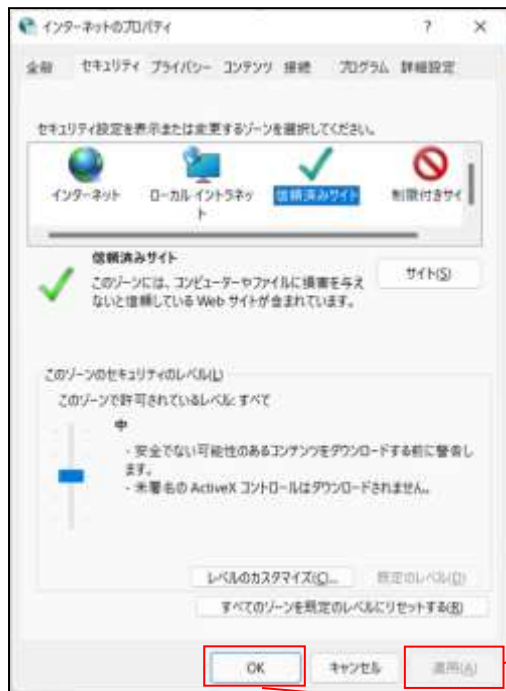 インターネットのプロパティ
?
×
全般 セキュリティ プライバシー コンテンツ 接続 プログラム 詳細設定
セキュリティ設定を表示または変更するゾーンを選択してください。
インターネット
ローカル イントラネッ
ト
信頼済みサイト
制限付きサイ
信頼済みサイト
このゾーンには、コンピューターやファイルに損害を与え
ないと信頼している Web サイトが含まれています。
サイト(S)
このゾーンのセキュリティのレベル(L)
このゾーンで許可されているレベル: すべて
中
- 安全でない可能性のあるコンテンツをダウンロードする前に警告し
ます。
- 未署名の ActiveX コントロールはダウンロードされません。
レベルのカスタマイズ(C)... 既定のレベル(D)
すべてのゾーンを既定のレベルにリセットする(R)
OK キャンセル 適用(A)